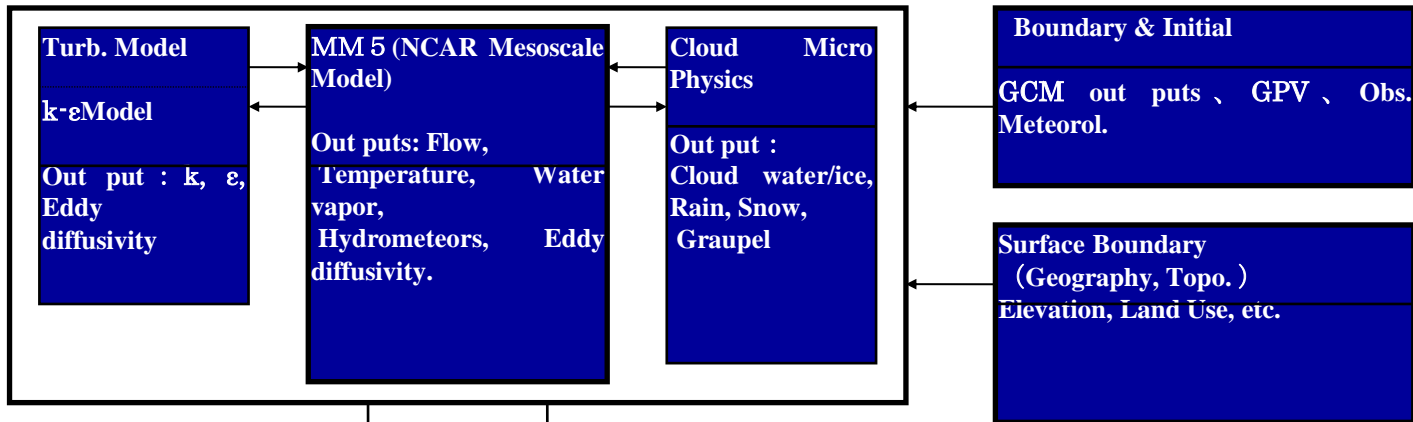 Turb. Model
k-εModel
Out put : k, ε,
Eddy
diffusivity
MM５(NCAR Mesoscale
Model)
Out puts: Flow,
Temperature, Water
vapor,
Hydrometeors, Eddy
diffusivity.
Cloud Micro
Physics
Out put :
Cloud water/ice,
Rain, Snow,
Graupel
Boundary & Initial
GCM out puts 、 GPV 、 Obs.
Meteorol.
Surface Boundary
（Geography, Topo.）
Elevation, Land Use, etc.